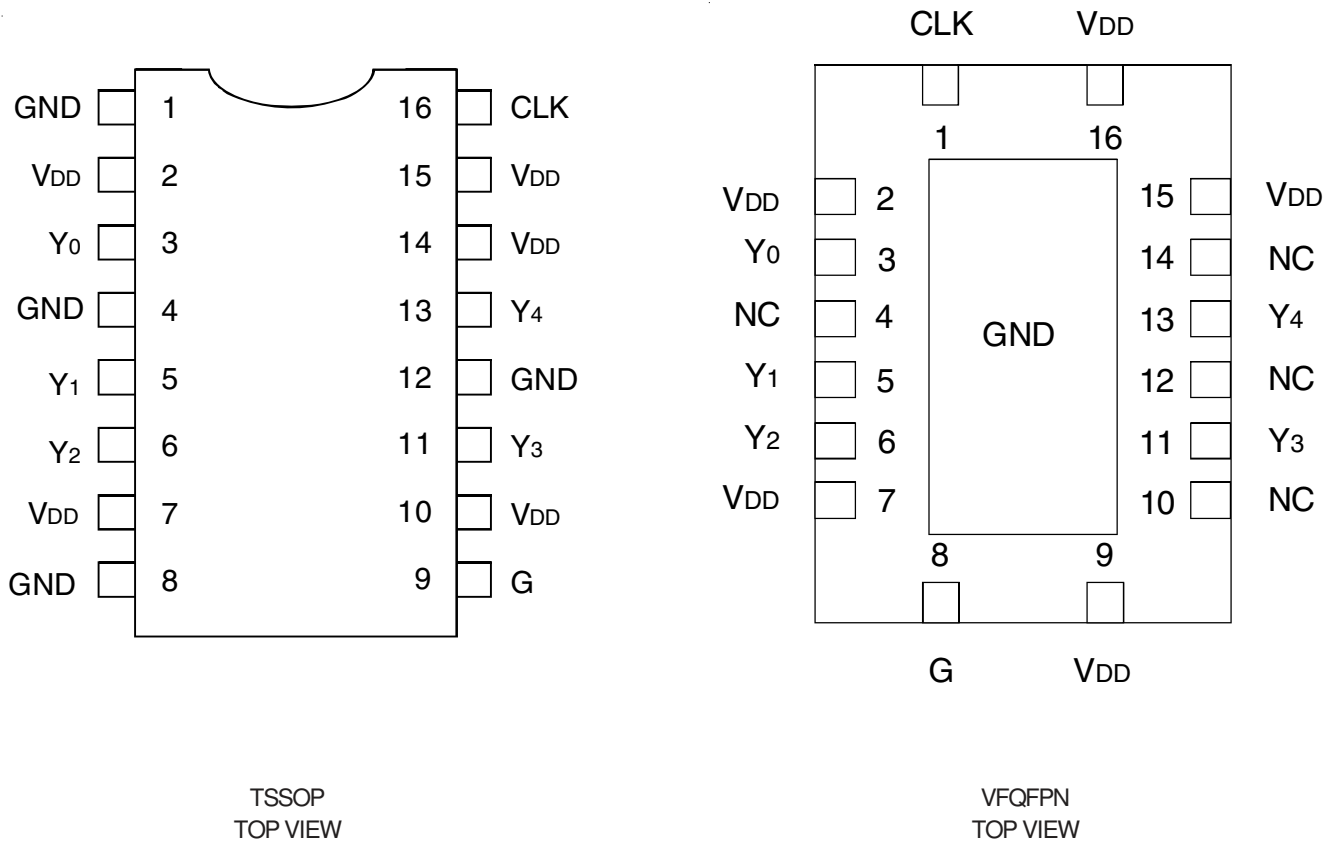 GND 1 16 CLK
VDD 2 15 VDD
Y0 3 14 VDD
GND 4 13 Y4
Y1 5 12 GND
Y2 6 11 Y3
VDD 7 10 VDD
GND 8 9 G
TSSOP
TOP VIEW
CLK VDD
1 16
VDD 2 15 VDD
Y0 3 14 NC
NC 4 13 Y4
GND
Y1 5 12 NC
Y2 6 11 Y3
VDD 7 10 NC
8 9
G VDD
VFQFPN
TOP VIEW